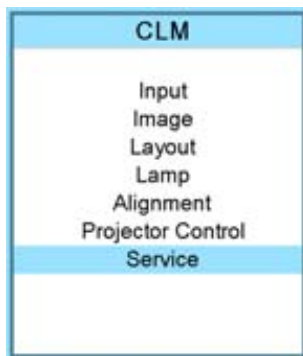 CLM
Input
Image
Layout
Lamp
Alignment
Projector Control
Service